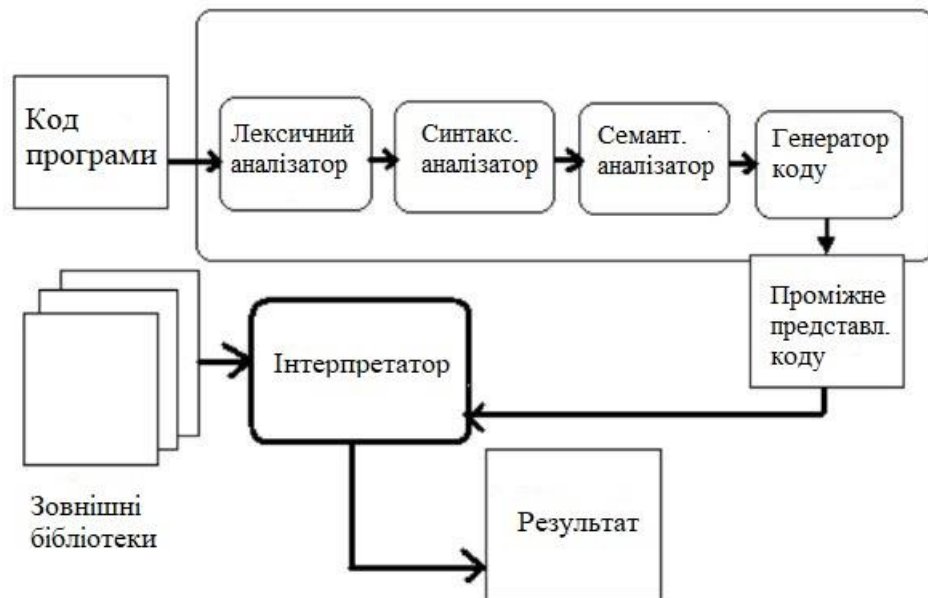 Код
програми
Лексичний
аналізатор
Синтакс.
аналізатор
Семант.
аналізатор
Генератор
коду
Проміжне
представл.
коду
Інтерпретатор
Зовнішні
бібліотеки
Результат